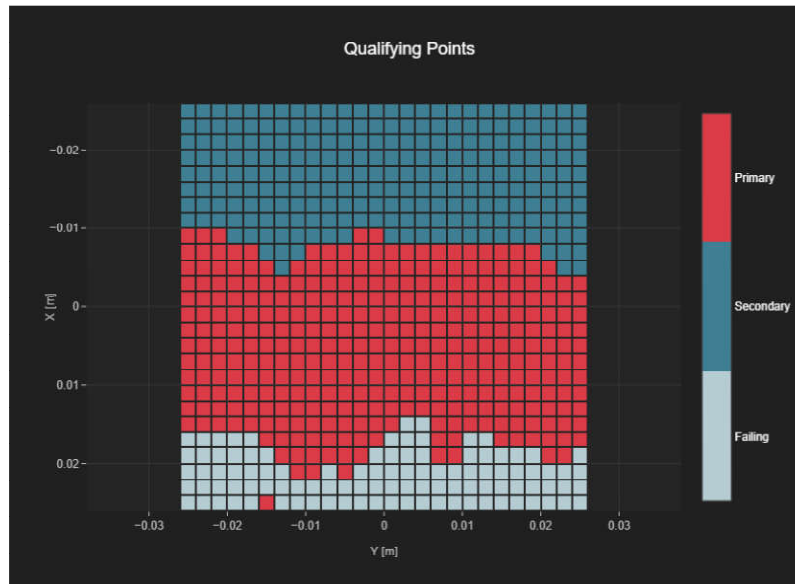 Qualifying Points
−0.02
−0.01
0
0.01
0.02
X [m]
−0.03
−0.02
−0.01
0
0.01
0.02
0.03
Y [m]
Primary
Secondary
Failing